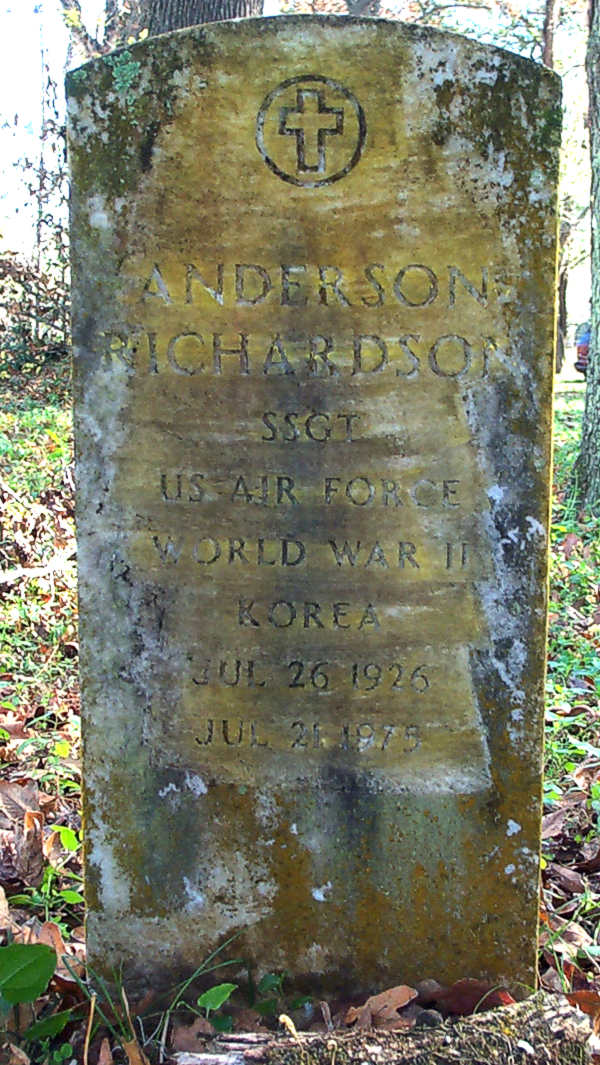 ANDERSON
RICHARDSON
SSGT
US AIR FORCE
WORLD WAR II
KOREA
JUL 26 1926
JUL 21 1975